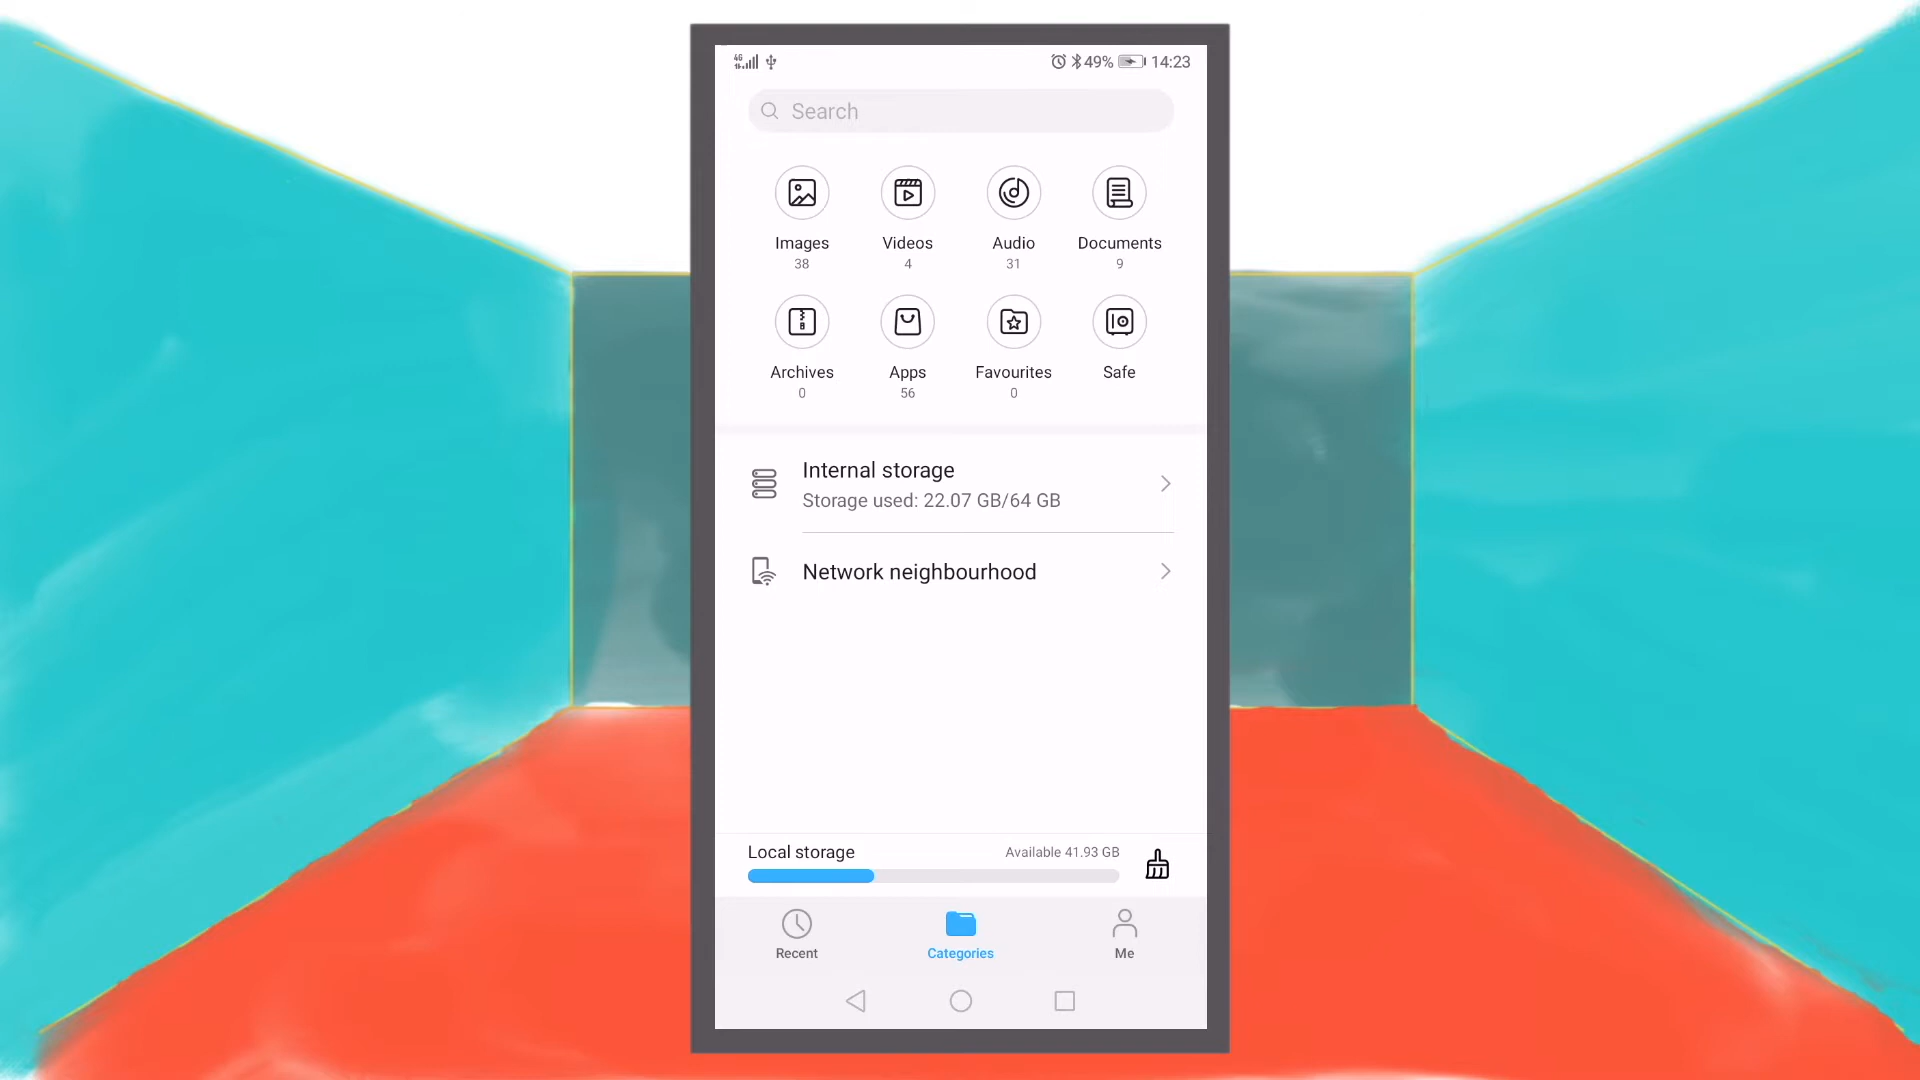 4G 49% 14:23
Search
Images Videos Audio Documents
38 4 31 9
Archives Apps Favourites Safe
0 56 0
Internal storage
Storage used: 22.07 GB/64 GB
Network neighbourhood
Local storage Available 41.93 GB
Recent Categories Me